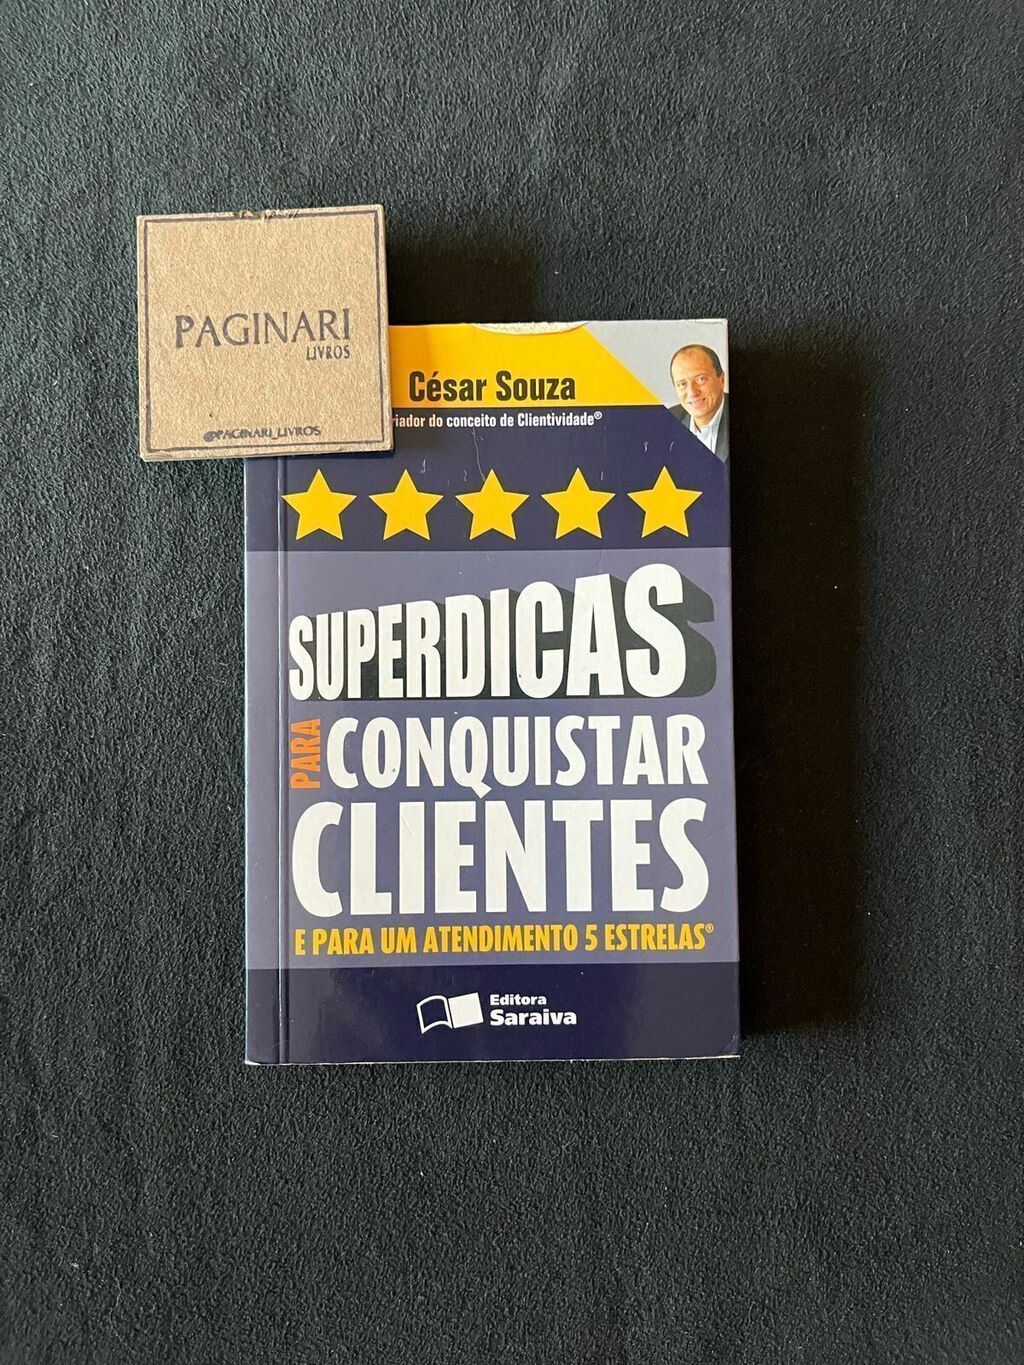 PAGINARI
LIVROS
@PAGINARI_LIVROS
César Souza
riador do conceito de Clientividade®
SUPERDICAS
PARA CONQUISTAR
CLIENTES
E PARA UM ATENDIMENTO 5 ESTRELAS®
Editora
Saraiva